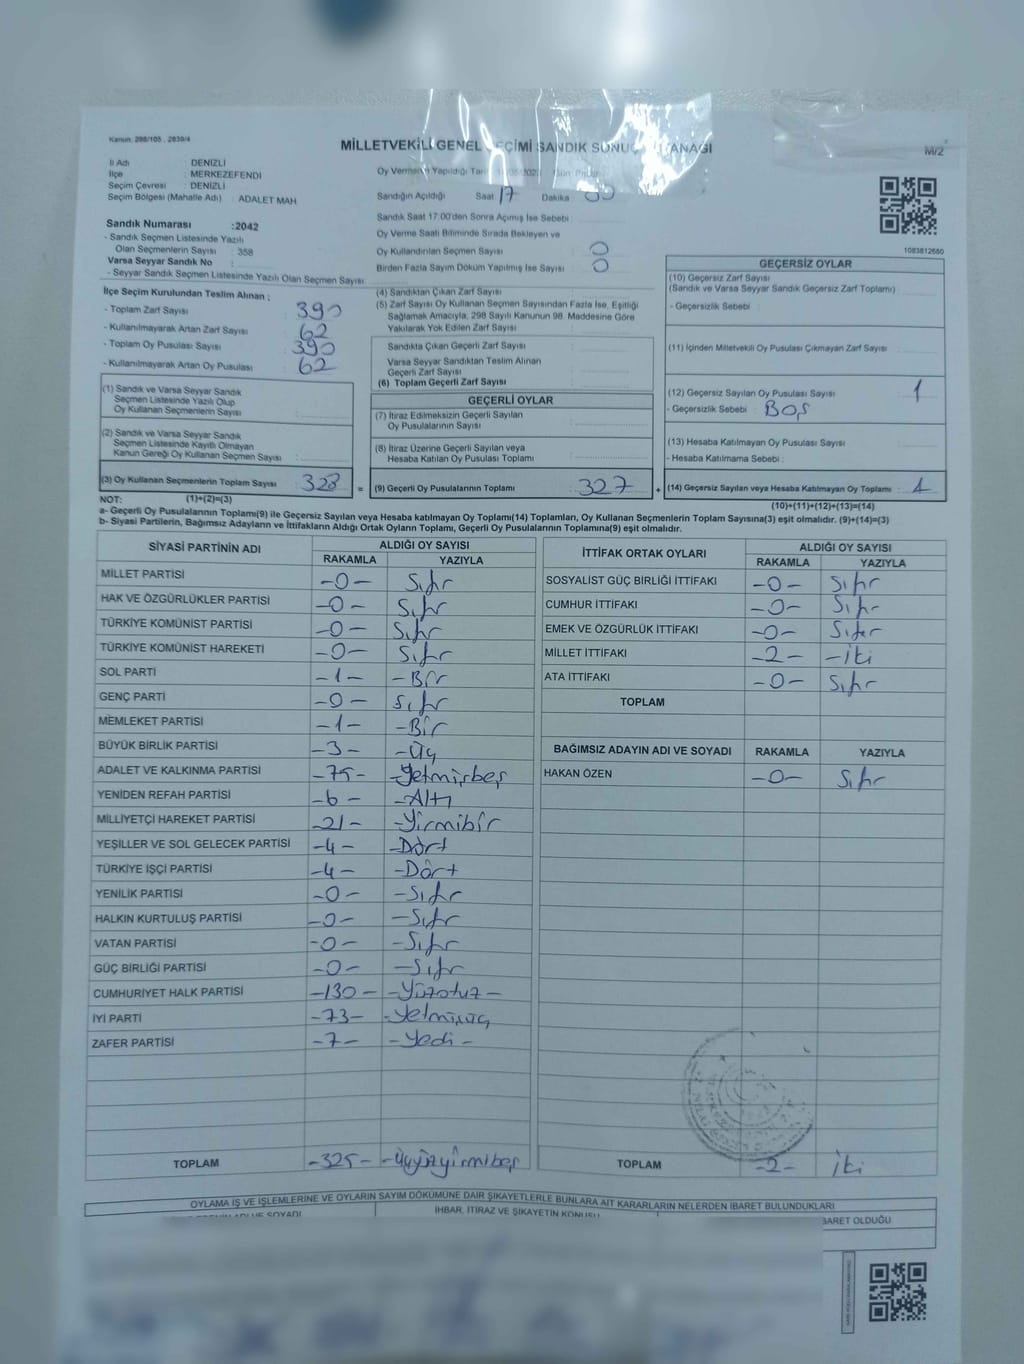 Kanun: 298/105 , 2839/4
MİLLETVEKİLİ GENEL SEÇİMİ SANDIK SONUÇ TUTANAĞI
M/2
İl Adı : DENİZLİ
İlçe : MERKEZEFENDİ
Seçim Çevresi : DENİZLİ
Seçim Bölgesi (Mahalle Adı) : ADALET MAH
Oy Vermenin Yapıldığı
Sandığın Açıldığı Saat 17 Dakika 00
Sandık Saat 17:00'den Sonra Açımış İse Sebebi
Oy Verme Saati Bitiminde Sırada Bekleyen ve
Oy Kullandırılan Seçmen Sayısı : 0
Birden Fazla Sayım Döküm Yapılmış İse Sayısı : 0
1083812680
Sandık Numarası :2042
- Sandık Seçmen Listesinde Yazılı
Olan Seçmenlerin Sayısı : 358
Varsa Seyyar Sandık No :
- Seyyar Sandık Seçmen Listesinde Yazılı Olan Seçmen Sayısı:
İlçe Seçim Kurulundan Teslim Alınan ;
- Toplam Zarf Sayısı : 390
- Kullanılmayarak Artan Zarf Sayısı : 62
- Toplam Oy Pusulası Sayısı : 390
- Kullanılmayarak Artan Oy Pusulası : 62
(1) Sandık ve Varsa Seyyar Sandık
Seçmen Listesinde Yazılı Olup
Oy Kullanan Seçmenlerin Sayısı :
(2) Sandık ve Varsa Seyyar Sandık
Seçmen Listesinde Kayıtlı Olmayan
Kanun Gereği Oy Kullanan Seçmen Sayısı :
(3) Oy Kullanan Seçmenlerin Toplam Sayısı : 328 =
(4) Sandıktan Çıkan Zarf Sayısı :
(5) Zarf Sayısı Oy Kullanan Seçmen Sayısından Fazla İse, Eşitliği
Sağlamak Amacıyla, 298 Sayılı Kanunun 98. Maddesine Göre
Yakılarak Yok Edilen Zarf Sayısı :
Sandıkta Çıkan Geçerli Zarf Sayısı :
Varsa Seyyar Sandıktan Teslim Alınan
Geçerli Zarf Sayısı :
(6) Toplam Geçerli Zarf Sayısı :
GEÇERLİ OYLAR
(7) İtiraz Edilmeksizin Geçerli Sayılan
Oy Pusulalarının Sayısı :
(8) İtiraz Üzerine Geçerli Sayılan veya
Hesaba Katılan Oy Pusulası Toplamı :
(9) Geçerli Oy Pusulalarının Toplamı : 327 +
GEÇERSİZ OYLAR
(10) Geçersiz Zarf Sayısı
(Sandık ve Varsa Seyyar Sandık Geçersiz Zarf Toplamı) :
- Geçersizlik Sebebi :
(11) İçinden Milletvekili Oy Pusulası Çıkmayan Zarf Sayısı :
(12) Geçersiz Sayılan Oy Pusulası Sayısı : 1
- Geçersizlik Sebebi : BOŞ
(13) Hesaba Katılmayan Oy Pusulası Sayısı
- Hesaba Katılmama Sebebi :
(14) Geçersiz Sayılan veya Hesaba Katılmayan Oy Toplamı : 1
NOT: (1)+(2)=(3) (10)+(11)+(12)+(13)=(14)
a- Geçerli Oy Pusulalarının Toplamı(9) ile Geçersiz Sayılan veya Hesaba katılmayan Oy Toplamı(14) Toplamları, Oy Kullanan Seçmenlerin Toplam Sayısına(3) eşit olmalıdır. (9)+(14)=(3)
b- Siyasi Partilerin, Bağımsız Adayların ve İttifakların Aldığı Ortak Oyların Toplamı, Geçerli Oy Pusulalarının Toplamına(9) eşit olmalıdır.
SİYASİ PARTİNİN ADI ALDIĞI OY SAYISI
RAKAMLA YAZIYLA
MİLLET PARTİSİ -0- Sıfır
HAK VE ÖZGÜRLÜKLER PARTİSİ -0- Sıfır
TÜRKİYE KOMÜNİST PARTİSİ -0- Sıfır
TÜRKİYE KOMÜNİST HAREKETİ -0- Sıfır
SOL PARTİ -1- -Bir
GENÇ PARTİ -0- Sıfır
MEMLEKET PARTİSİ -1- -Bir
BÜYÜK BİRLİK PARTİSİ -3- -Üç
ADALET VE KALKINMA PARTİSİ -75- -Yetmişbeş
YENİDEN REFAH PARTİSİ -6- -Altı
MİLLİYETÇİ HAREKET PARTİSİ -21- -Yirmibir
YEŞİLLER VE SOL GELECEK PARTİSİ -4- -Dört
TÜRKİYE İŞÇİ PARTİSİ -4- -Dört
YENİLİK PARTİSİ -0- -Sıfır
HALKIN KURTULUŞ PARTİSİ -0- -Sıfır
VATAN PARTİSİ -0- -Sıfır
GÜÇ BİRLİĞİ PARTİSİ -0- -Sıfır
CUMHURİYET HALK PARTİSİ -130- -Yüzotuz-
İYİ PARTİ -73- -Yetmişüç
ZAFER PARTİSİ -7- -Yedi-
TOPLAM -325- -Üçyüzyirmibeş
İTTİFAK ORTAK OYLARI ALDIĞI OY SAYISI
RAKAMLA YAZIYLA
SOSYALİST GÜÇ BİRLİĞİ İTTİFAKI -0- Sıfır
CUMHUR İTTİFAKI -0- Sıfır
EMEK VE ÖZGÜRLÜK İTTİFAKI -0- Sıfır
MİLLET İTTİFAKI -2- -iki
ATA İTTİFAKI -0- Sıfır
TOPLAM
BAĞIMSIZ ADAYIN ADI VE SOYADI RAKAMLA YAZIYLA
HAKAN ÖZEN -0- Sıfır
TOPLAM -2- iki
OYLAMA İŞ VE İŞLEMLERİNE VE OYLARIN SAYIM DÖKÜMÜNE DAİR ŞİKAYETLERLE BUNLARA AİT KARARLARIN NELERDEN İBARET BULUNDUKLARI
ADI VE SOYADI İHBAR, İTİRAZ VE ŞİKAYETİN KONUSU BARET OLDUĞU